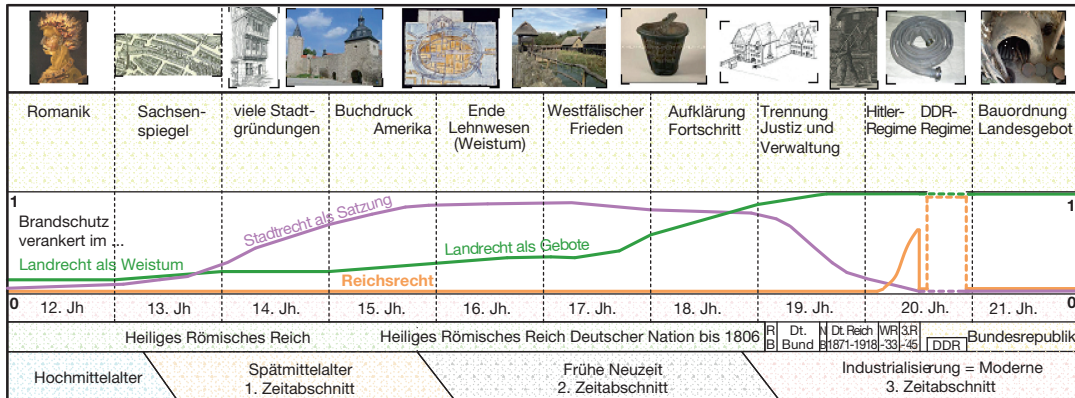 Romanik
Sachsen-
spiegel
viele Stadt-
gründungen
Buchdruck
Amerika
Ende
Lehnwesen
(Weistum)
Westfälischer
Frieden
Aufklärung
Fortschritt
Trennung
Justiz und
Verwaltung
Hitler-
Regime
DDR-
Regime
Bauordnung
Landesgebot
1
1
Brandschutz
verankert im ...
Stadtrecht als Satzung
Landrecht als Gebote
Landrecht als Weistum
Reichsrecht
0
0
12. Jh
13. Jh
14. Jh.
15. Jh.
16. Jh.
17. Jh.
18. Jh.
19. Jh.
20. Jh.
21. Jh.
Heiliges Römisches Reich
Heiliges Römisches Reich Deutscher Nation bis 1806
R
B
Dt.
Bund
N
B
Dt. Reich
1871-1918
WR
-33
3.R
-'45
DDR
Bundesrepublik
Hochmittelalter
Spätmittelalter
1. Zeitabschnitt
Frühe Neuzeit
2. Zeitabschnitt
Industrialisierung = Moderne
3. Zeitabschnitt